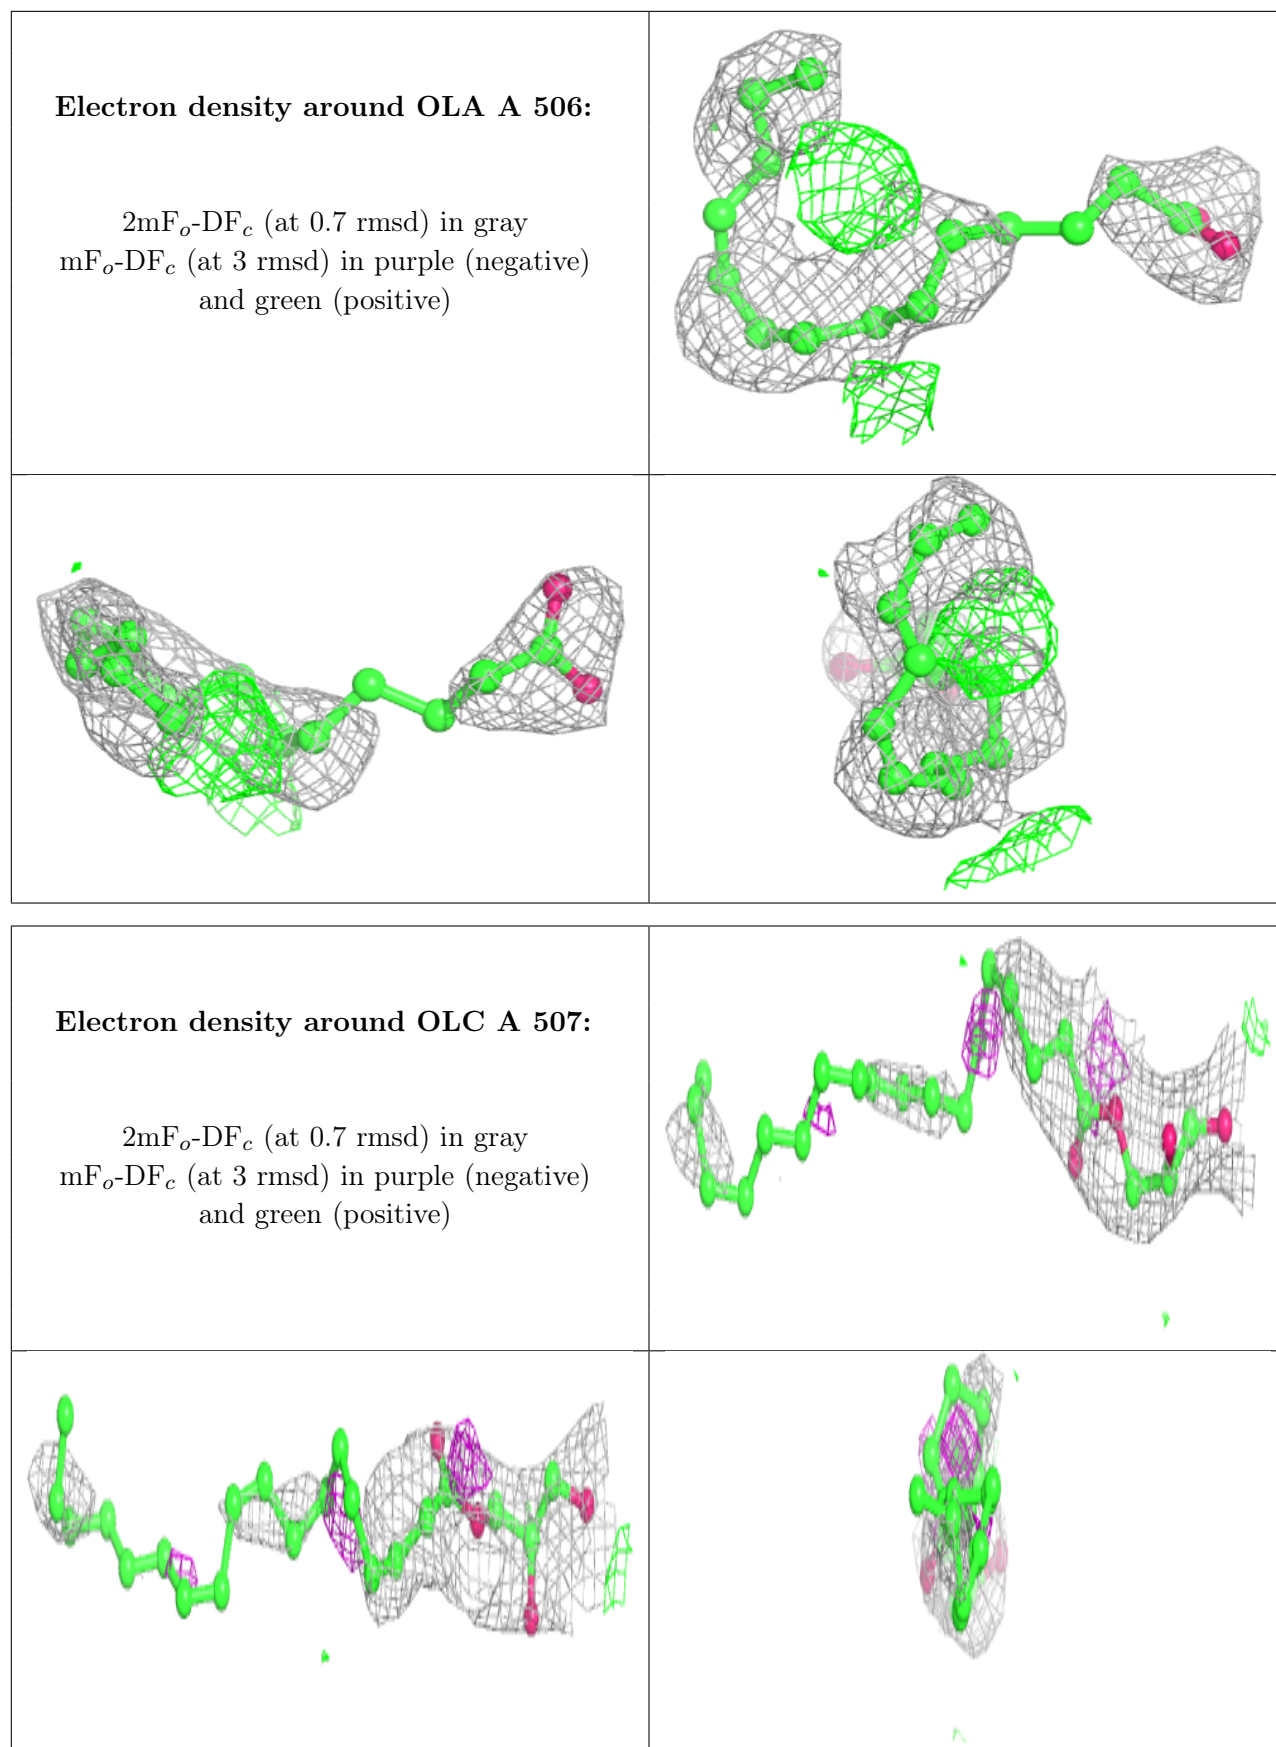 Electron density around OLA A 506:
2mFo-DFc (at 0.7 rmsd) in gray
mFo-DFc (at 3 rmsd) in purple (negative)
and green (positive)
Electron density around OLC A 507:
2mFo-DFc (at 0.7 rmsd) in gray
mFo-DFc (at 3 rmsd) in purple (negative)
and green (positive)